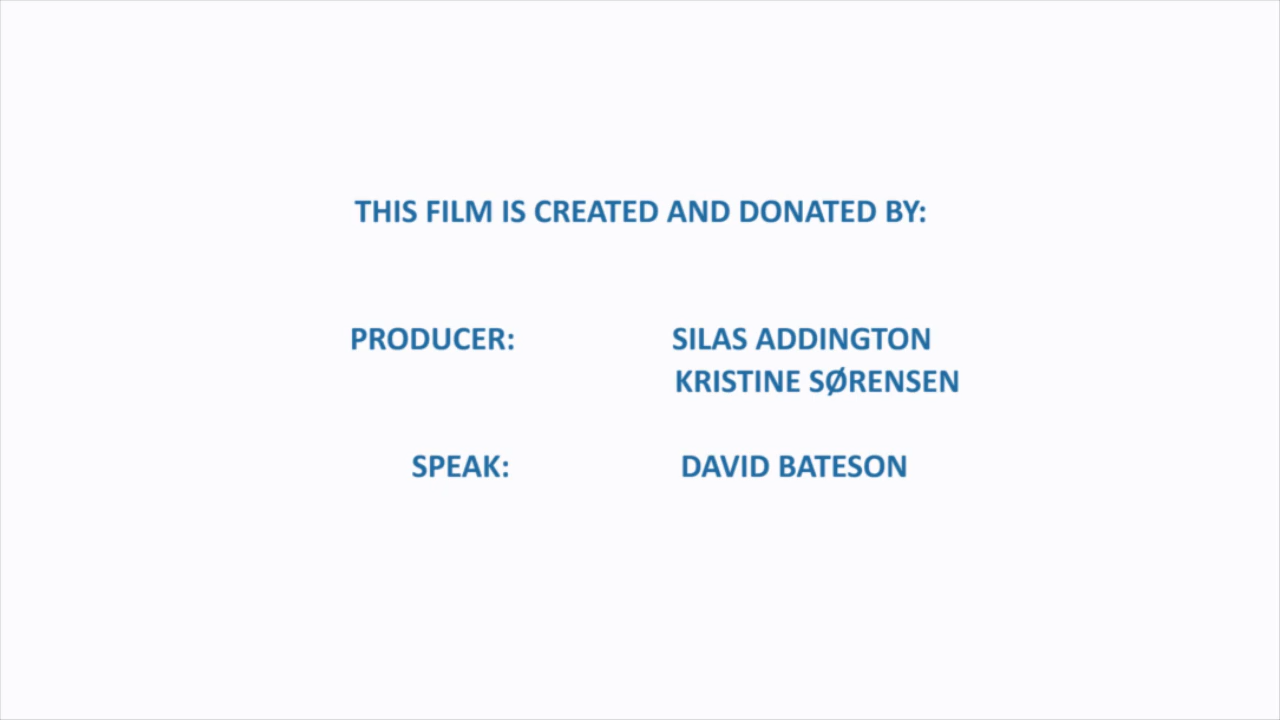 THIS FILM IS CREATED AND DONATED BY:
PRODUCER: SILAS ADDINGTON
KRISTINE SØRENSEN
SPEAK: DAVID BATESON